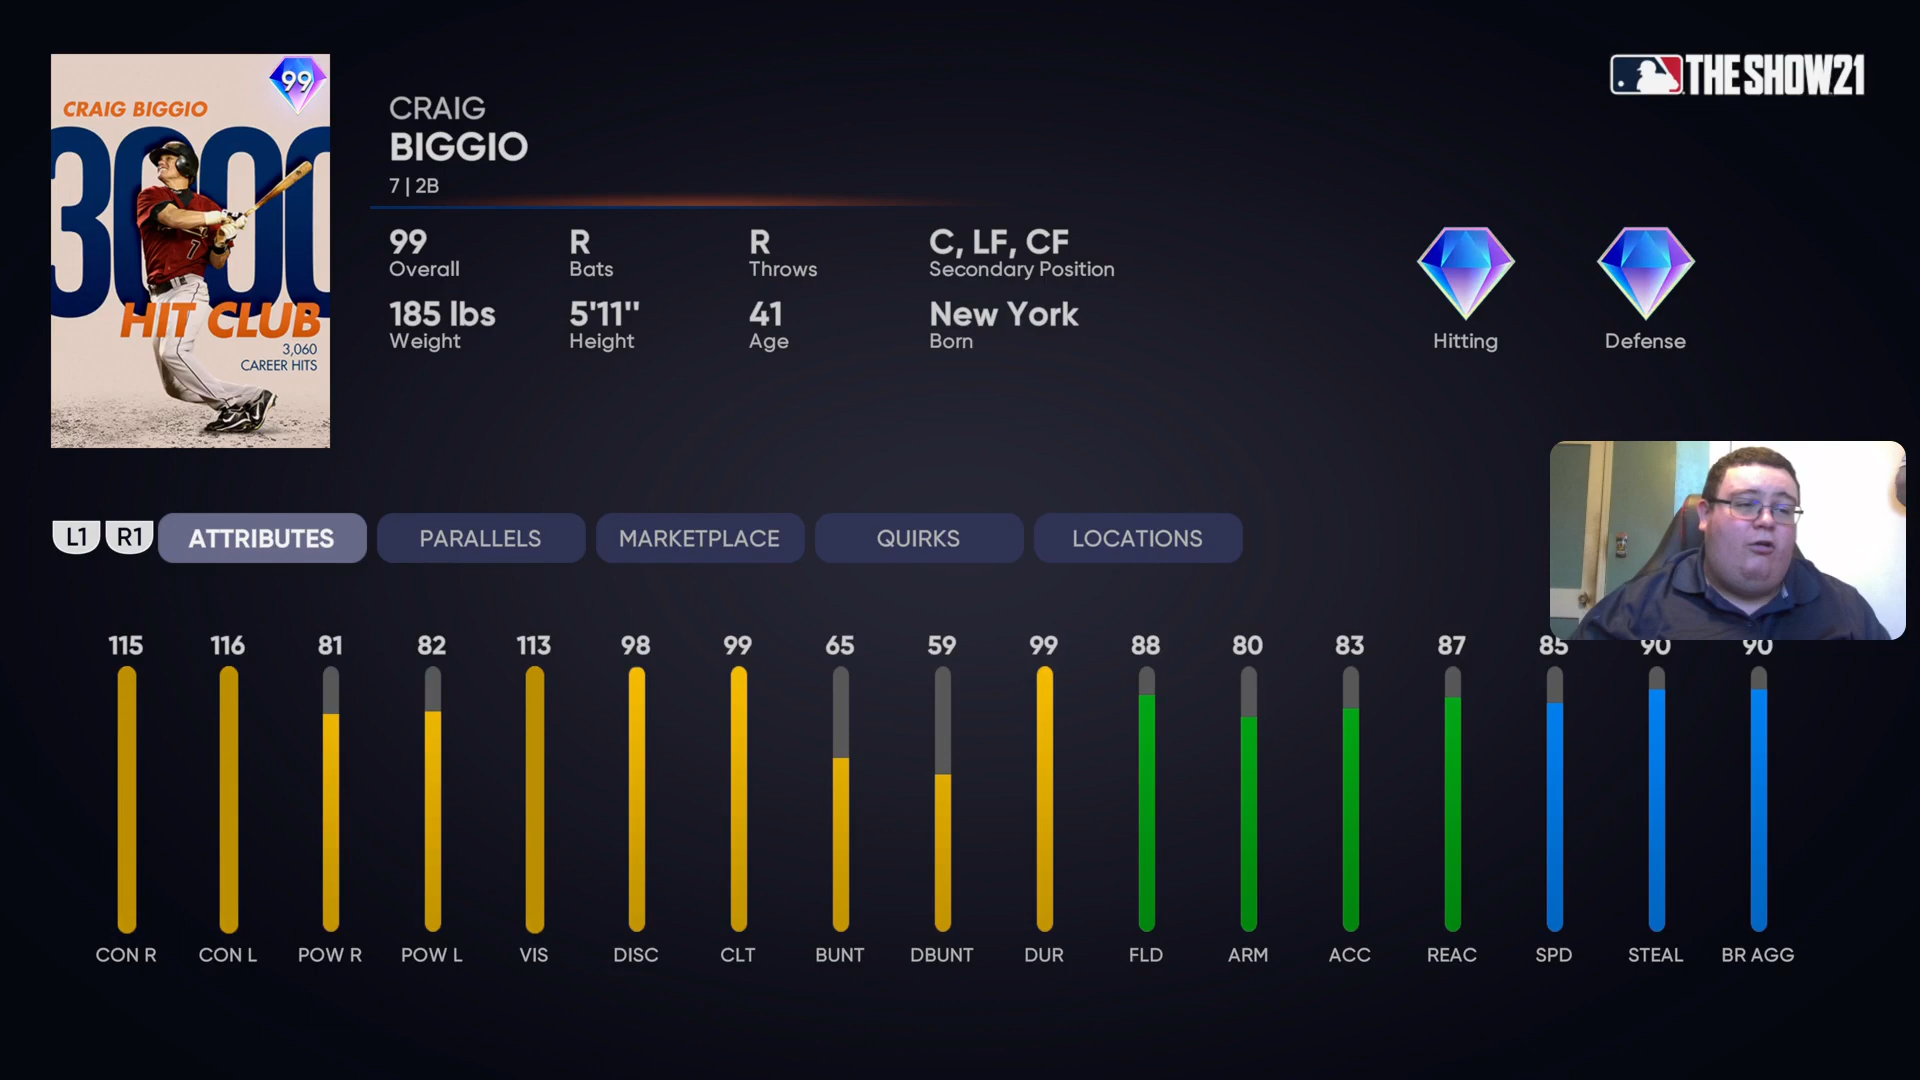 99
CRAIG BIGGIO
3000
HIT CLUB
3,060
CAREER HITS
7
CRAIG
BIGGIO
7 | 2B
99 R R C, LF, CF
Overall Bats Throws Secondary Position
185 lbs 5'11" 41 New York
Weight Height Age Born
THE SHOW 21
Hitting Defense
L1 R1 ATTRIBUTES PARALLELS MARKETPLACE QUIRKS LOCATIONS
115 116 81 82 113 98 99 65 59 99 88 80 83 87 85 90 90
CON R CON L POW R POW L VIS DISC CLT BUNT DBUNT DUR FLD ARM ACC REAC SPD STEAL BR AGG